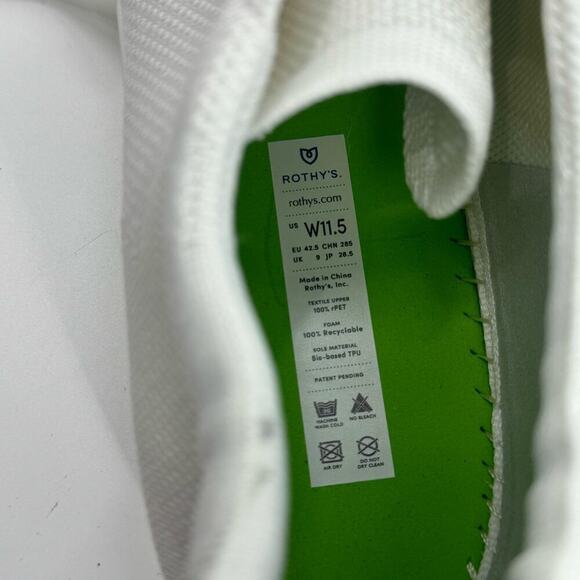 ROTHY'S.
rothys.com
US W11.5
EU 42.5 CHN 285
UK 9 JP 28.5
Made in China
Rothy's, Inc.
TEXTILE UPPER
100% rPET
FOAM
100% Recyclable
SOLE MATERIAL
Bio-based TPU
PATENT PENDING
MACHINE WASH COLD
NO BLEACH
AIR DRY
DO NOT DRY CLEAN